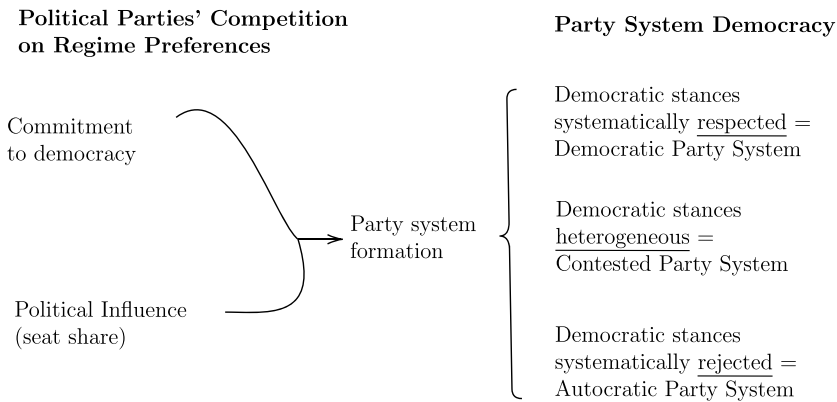 Political Parties' Competition
on Regime Preferences
Commitment
to democracy
Political Influence
(seat share)
Party system
formation
Party System Democracy
Democratic stances
systematically respected =
Democratic Party System
Democratic stances
heterogeneous =
Contested Party System
Democratic stances
systematically rejected =
Autocratic Party System